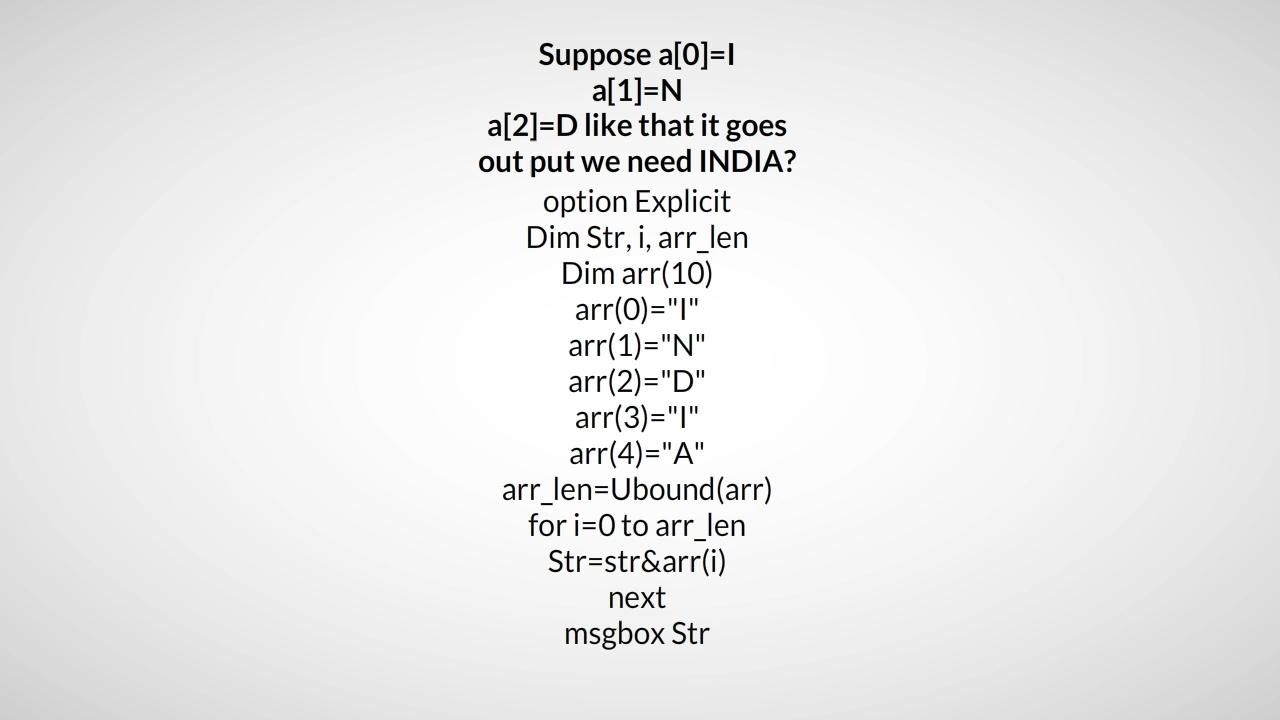 Suppose a[0]=I
a[1]=N
a[2]=D like that it goes
out put we need INDIA?
option Explicit
Dim Str, i, arr_len
Dim arr(10)
arr(0)="I"
arr(1)="N"
arr(2)="D"
arr(3)="I"
arr(4)="A"
arr_len=Ubound(arr)
for i=0 to arr_len
Str=str&arr(i)
next
msgbox Str